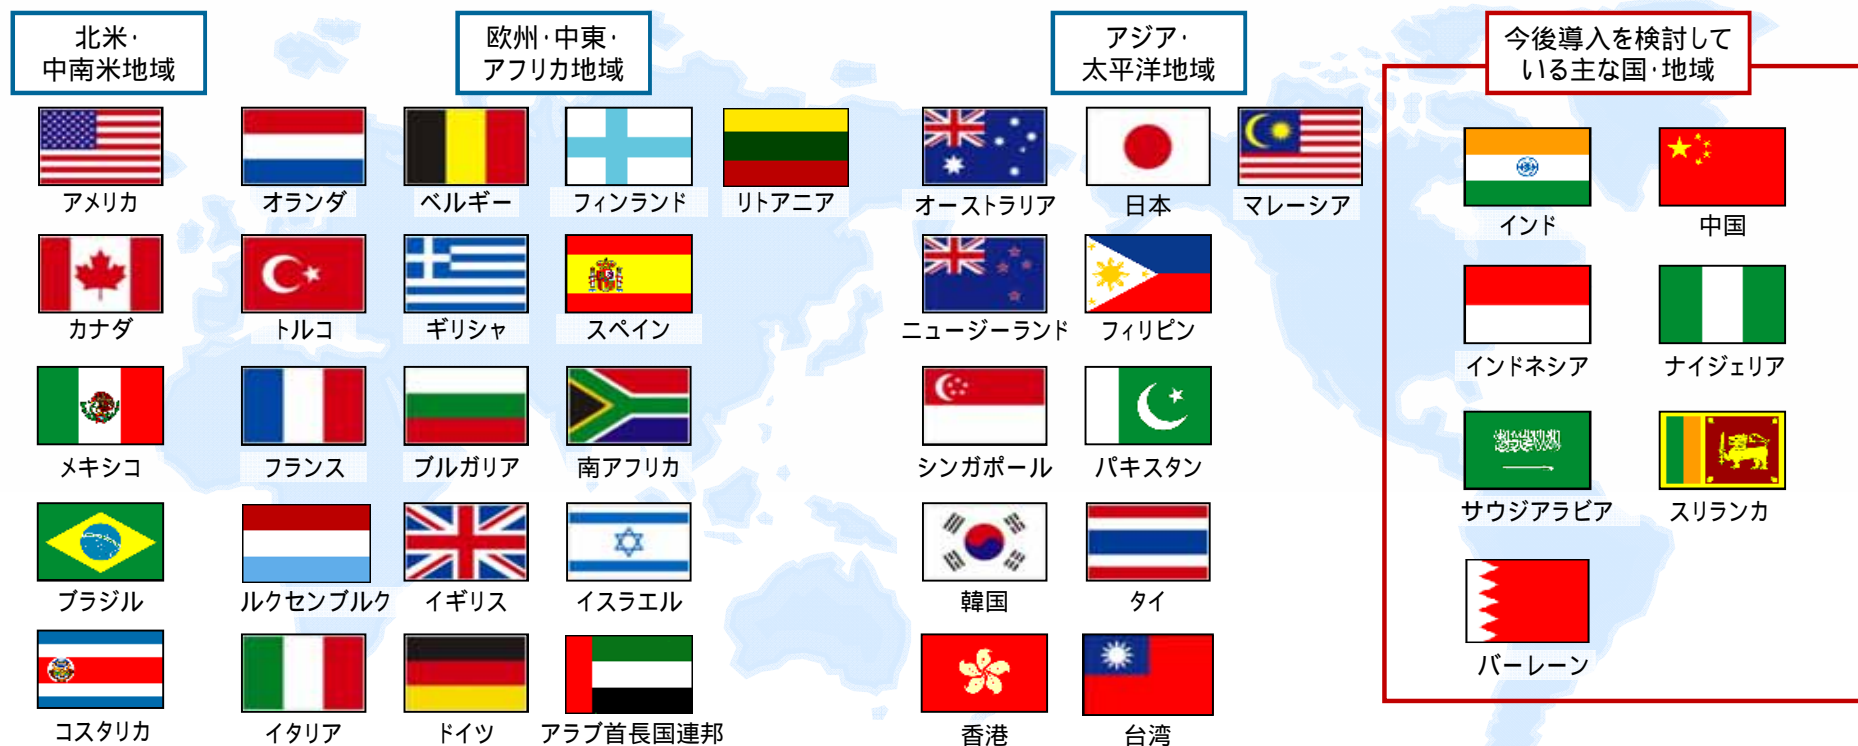 北米・
中南米地域
欧州・中東・
アフリカ地域
アジア・
太平洋地域
今後導入を検討して
いる主な国・地域
アメリカ
オランダ
ベルギー
フィンランド
リトアニア
オーストラリア
日本
マレーシア
インド
中国
カナダ
トルコ
ギリシャ
スペイン
ニュージーランド
フィリピン
インドネシア
ナイジェリア
メキシコ
フランス
ブルガリア
南アフリカ
シンガポール
パキスタン
サウジアラビア
スリランカ
ブラジル
ルクセンブルク
イギリス
イスラエル
韓国
タイ
バーレーン
コスタリカ
イタリア
ドイツ
アラブ首長国連邦
香港
台湾